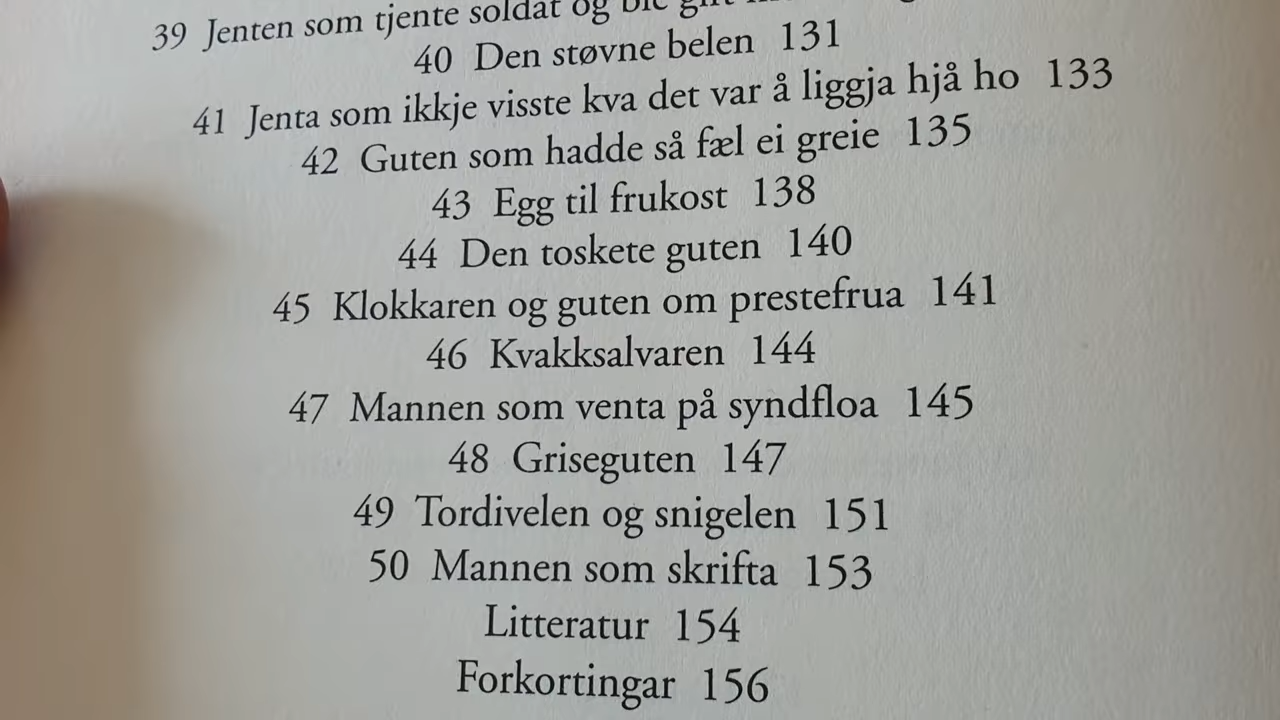 39 Jenten som tjente soldat og ble gift
40 Den støvne belen 131
41 Jenta som ikkje visste kva det var å liggja hjå ho 133
42 Guten som hadde så fæl ei greie 135
43 Egg til frukost 138
44 Den toskete guten 140
45 Klokkaren og guten om prestefrua 141
46 Kvakksalvaren 144
47 Mannen som venta på syndfloa 145
48 Griseguten 147
49 Tordivelen og snigelen 151
50 Mannen som skrifta 153
Litteratur 154
Forkortingar 156